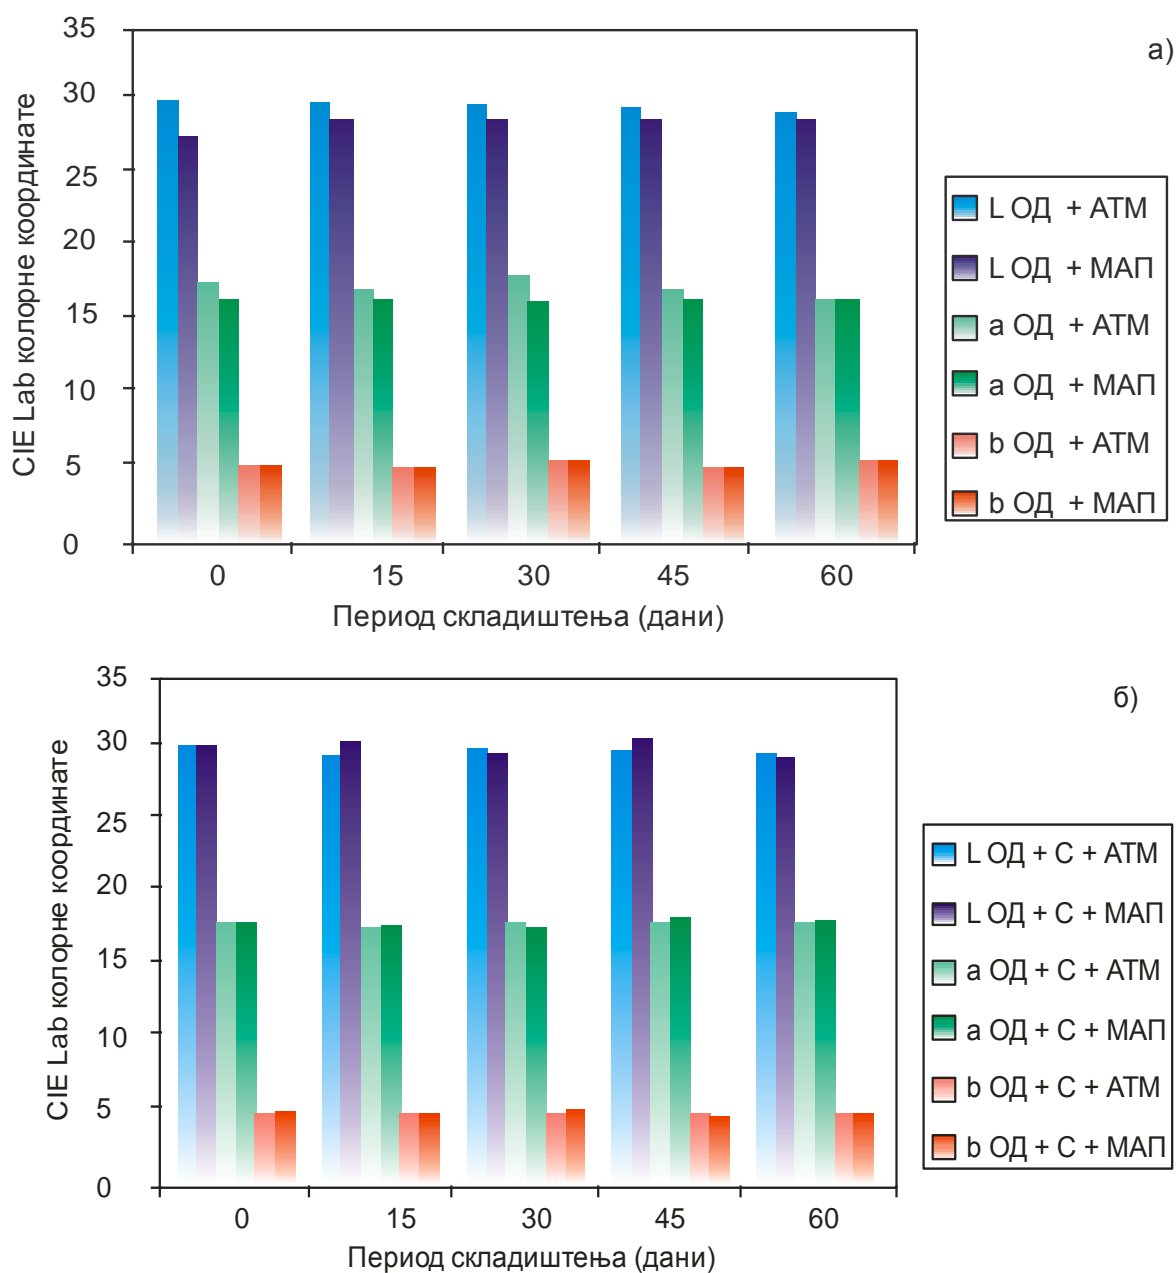 а)
CIE Lab колорне координате
35
30
25
20
15
10
5
0
0 15 30 45 60
Период складиштења (дани)
L ОД + АТМ
L ОД + МАП
a ОД + АТМ
a ОД + МАП
b ОД + АТМ
b ОД + МАП
б)
CIE Lab колорне координате
35
30
25
20
15
10
5
0
0 15 30 45 60
Период складиштења (дани)
L ОД + С + АТМ
L ОД + С + МАП
a ОД + С + АТМ
a ОД + С + МАП
b ОД + С + АТМ
b ОД + С + МАП